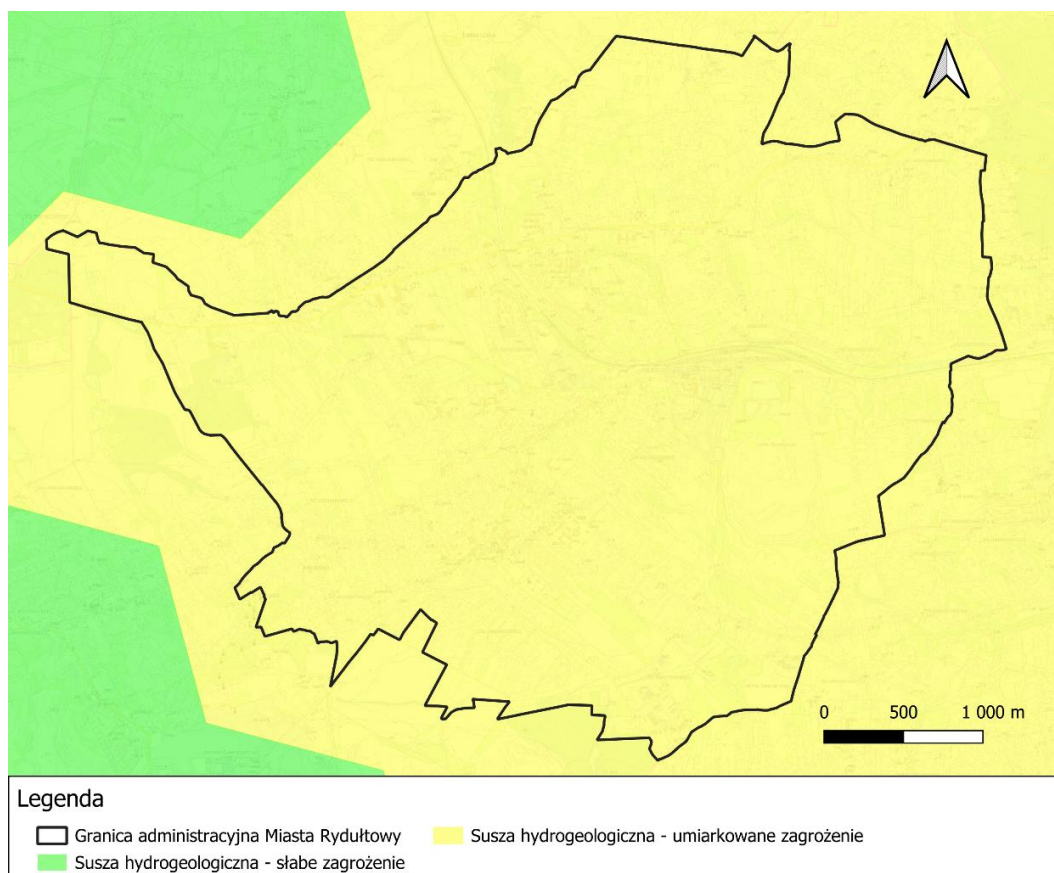 0 500 1 000 m
Legenda
Granica administracyjna Miasta Rydułtowy
Susza hydrogeologiczna - umiarkowane zagrożenie
Susza hydrogeologiczna - słabe zagrożenie